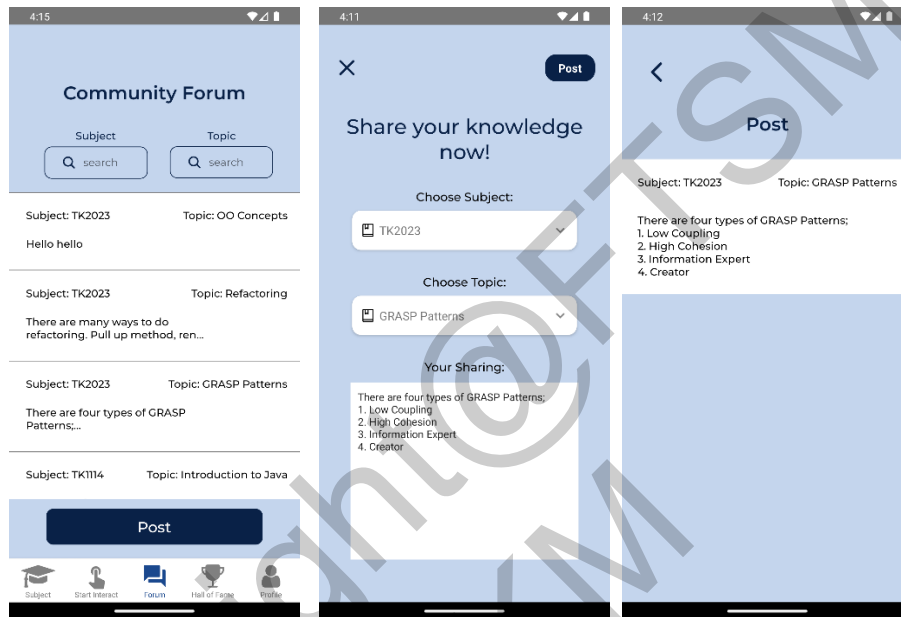 4:15
Community Forum
Subject Topic
search search
Subject: TK2023 Topic: OO Concepts
Hello hello
Subject: TK2023 Topic: Refactoring
There are many ways to do
refactoring. Pull up method, ren...
Subject: TK2023 Topic: GRASP Patterns
There are four types of GRASP
Patterns;...
Subject: TK1114 Topic: Introduction to Java
Post
Subject Start Interact Forum Hall of Fame Profile
4:11
Post
Share your knowledge
now!
Choose Subject:
TK2023
Choose Topic:
GRASP Patterns
Your Sharing:
There are four types of GRASP Patterns;
1. Low Coupling
2. High Cohesion
3. Information Expert
4. Creator
4:12
Post
Subject: TK2023 Topic: GRASP Patterns
There are four types of GRASP Patterns;
1. Low Coupling
2. High Cohesion
3. Information Expert
4. Creator